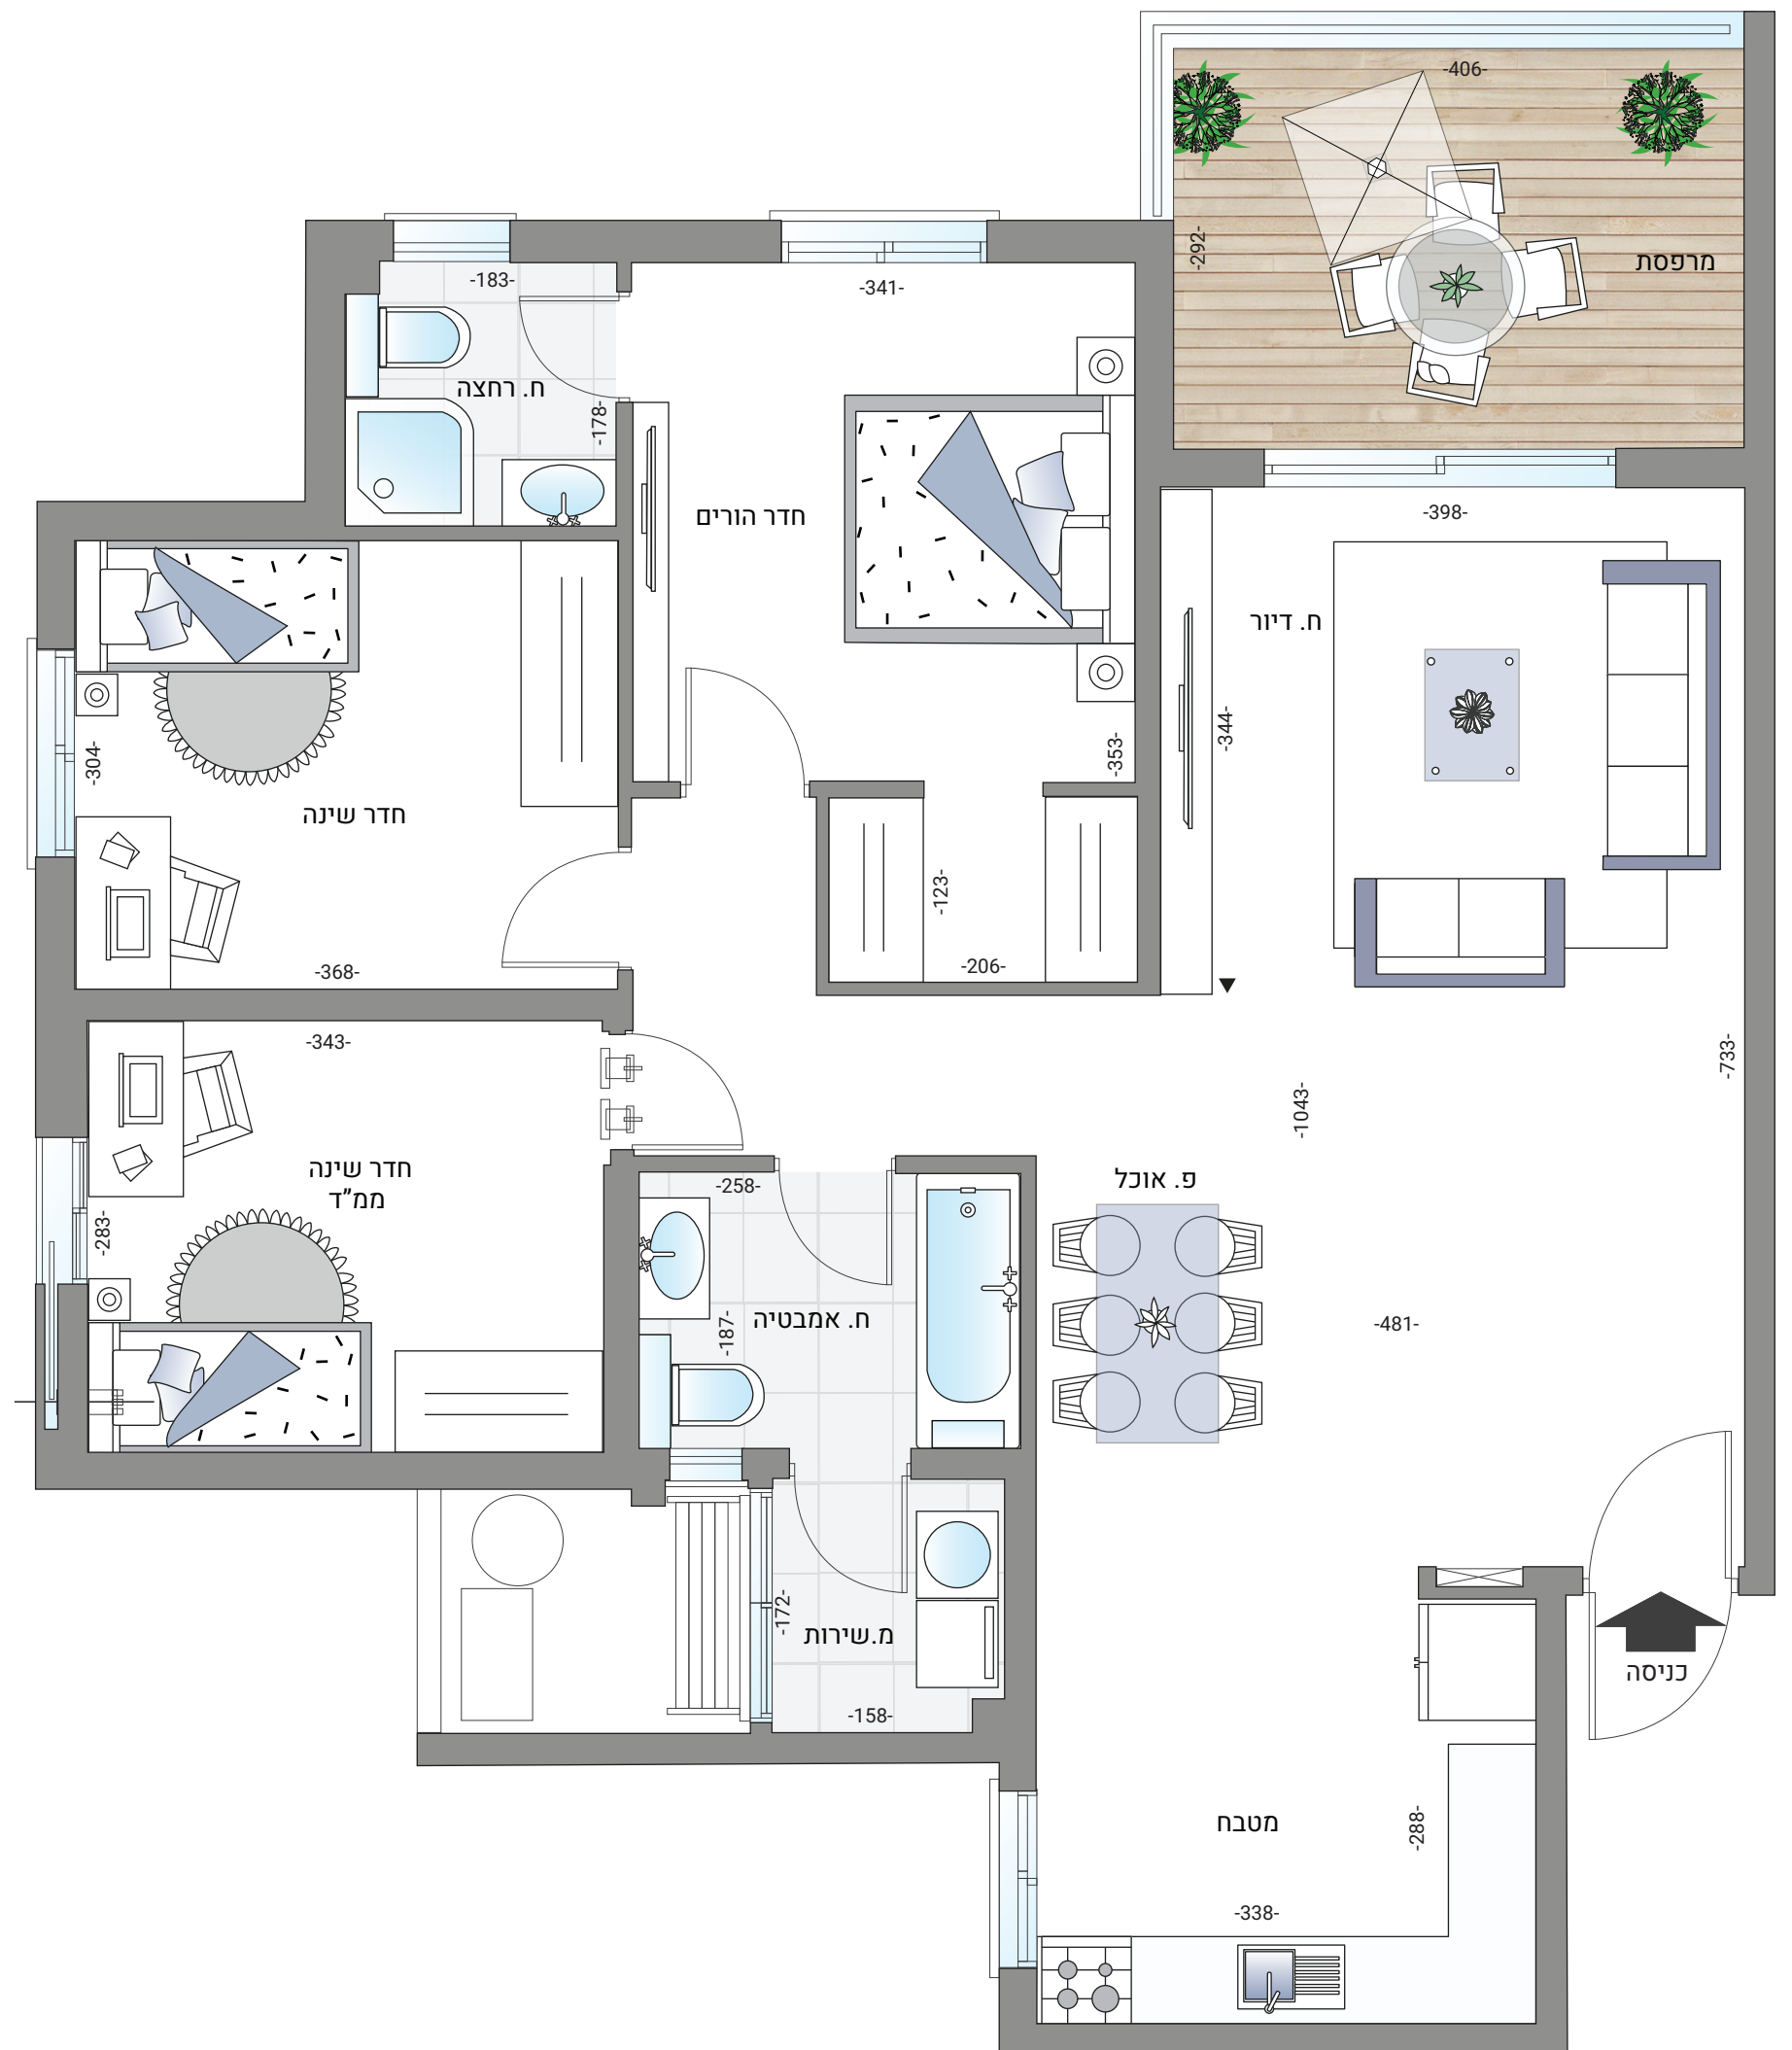 -406-
מרפסת
-292-
-183-
-341-
ח. רחצה
-178-
חדר הורים
-398-
ח. דיור
-344-
-353-
-304-
חדר שינה
-123-
-206-
-368-
-343-
-733-
-1043-
חדר שינה
ממ”ד
-283-
-258-
פ. אוכל
ח. אמבטיה
-187-
-481-
-172-
מ.שירות
-158-
כניסה
מטבח
-288-
-338-